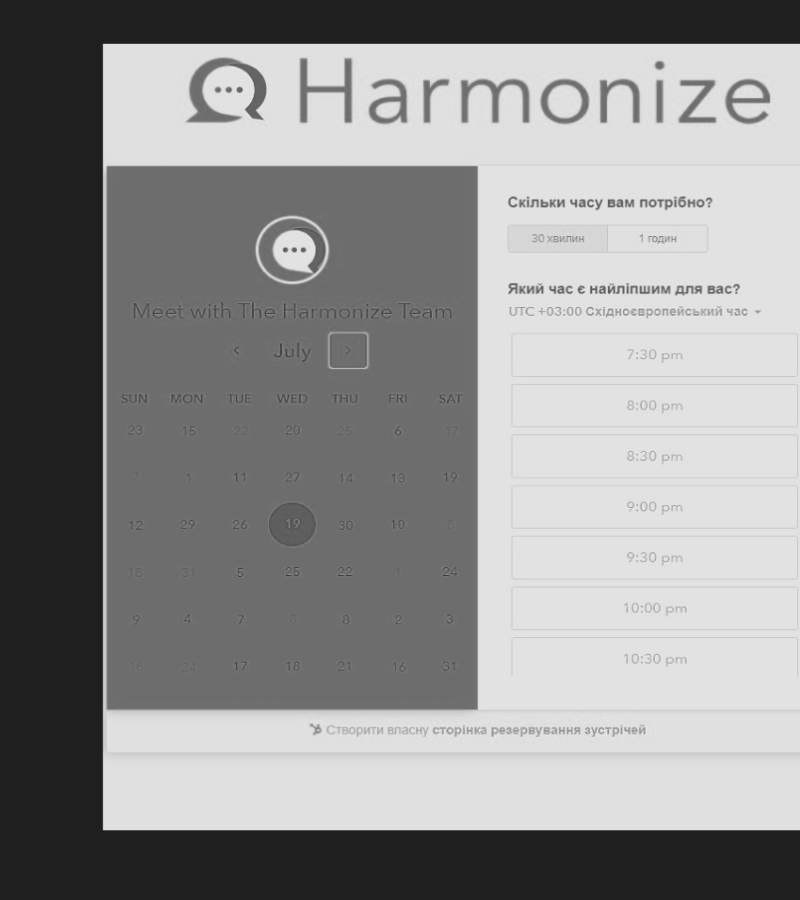 Harmonize
Meet with The Harmonize Team
July
SUN MON TUE WED THU FRI SAT
23 15 22 20 25 6 17
1 11 27 14 13 19
12 29 26 19 30 10 8
18 31 5 25 22 1 24
9 4 7 8 2 3
16 24 17 18 21 16 31
Скільки часу вам потрібно?
30 хвилин 1 годин
Який час є найліпшим для вас?
UTC +03:00 Східноєвропейський час
7:30 pm
8:00 pm
8:30 pm
9:00 pm
9:30 pm
10:00 pm
10:30 pm
Створити власну сторінка резервування зустрічей